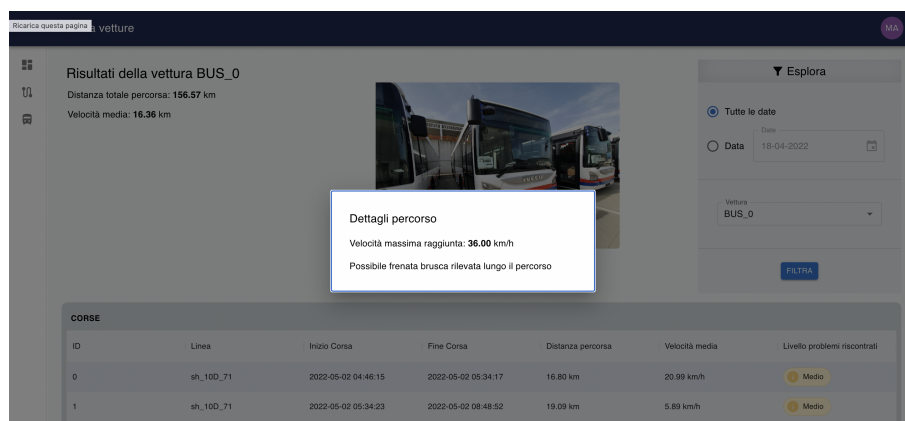 Ricarica questa pagina
a vetture
MA
Risultati della vettura BUS_0
Distanza totale percorsa: 156.57 km
Velocità media: 16.36 km
Esplora
Tutte le date
Data
Date
18-04-2022
Vettura
BUS_0
FILTRA
IVECO
Dettagli percorso
Velocità massima raggiunta: 36.00 km/h
Possibile frenata brusca rilevata lungo il percorso
CORSE
ID Linea Inizio Corsa Fine Corsa Distanza percorsa Velocità media Livello problemi riscontrati
0 sh_10D_71 2022-05-02 04:46:15 2022-05-02 05:34:17 16.80 km 20.99 km/h Medio
1 sh_10D_71 2022-05-02 05:34:23 2022-05-02 08:48:52 19.09 km 5.89 km/h Medio